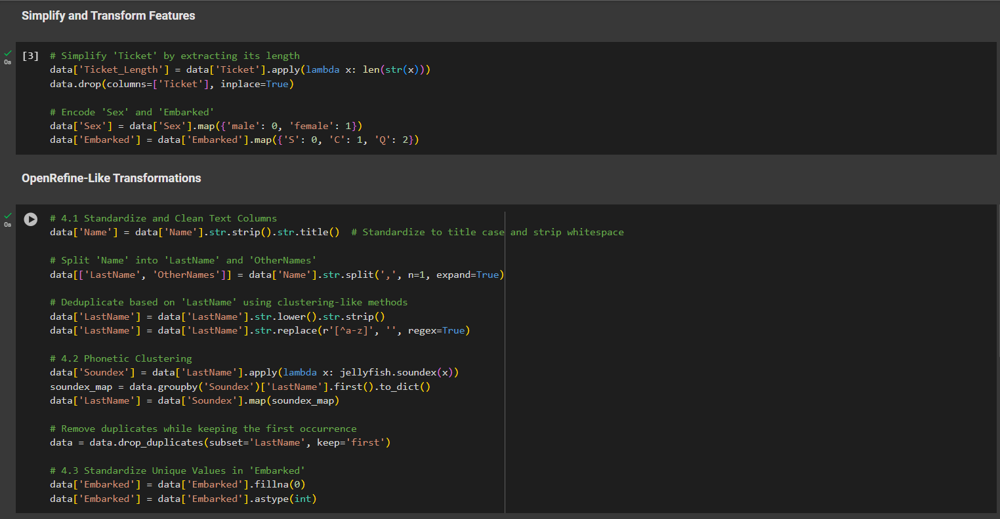 Simplify and Transform Features
0s
[3] # Simplify 'Ticket' by extracting its length
data['Ticket_Length'] = data['Ticket'].apply(lambda x: len(str(x)))
data.drop(columns=['Ticket'], inplace=True)
# Encode 'Sex' and 'Embarked'
data['Sex'] = data['Sex'].map({'male': 0, 'female': 1})
data['Embarked'] = data['Embarked'].map({'S': 0, 'C': 1, 'Q': 2})
OpenRefine-Like Transformations
0s
# 4.1 Standardize and Clean Text Columns
data['Name'] = data['Name'].str.strip().str.title()  # Standardize to title case and strip whitespace
# Split 'Name' into 'LastName' and 'OtherNames'
data[['LastName', 'OtherNames']] = data['Name'].str.split(',', n=1, expand=True)
# Deduplicate based on 'LastName' using clustering-like methods
data['LastName'] = data['LastName'].str.lower().str.strip()
data['LastName'] = data['LastName'].str.replace(r'[^a-z]', '', regex=True)
# 4.2 Phonetic Clustering
data['Soundex'] = data['LastName'].apply(lambda x: jellyfish.soundex(x))
soundex_map = data.groupby('Soundex')['LastName'].first().to_dict()
data['LastName'] = data['Soundex'].map(soundex_map)
# Remove duplicates while keeping the first occurrence
data = data.drop_duplicates(subset='LastName', keep='first')
# 4.3 Standardize Unique Values in 'Embarked'
data['Embarked'] = data['Embarked'].fillna(0)
data['Embarked'] = data['Embarked'].astype(int)